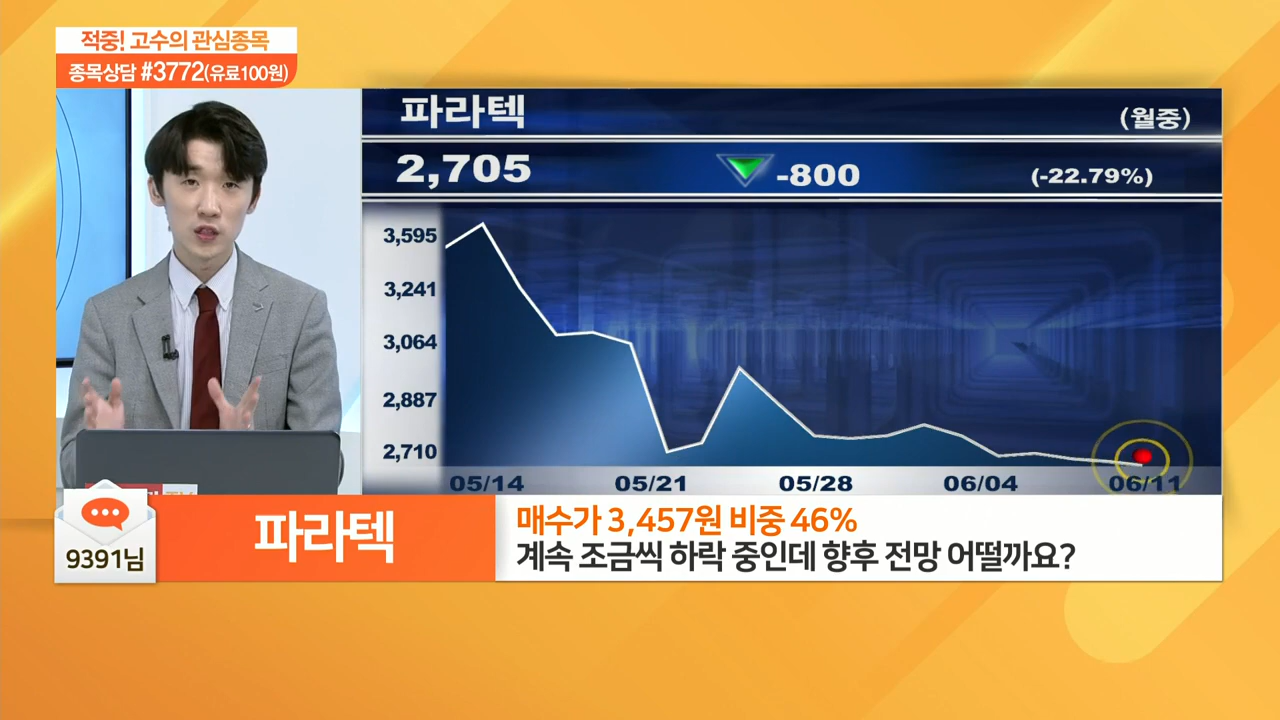 적중! 고수의 관심종목
종목상담 #3772(유료100원)
파라텍
(월중)
2,705
-800
(-22.79%)
3,595
3,241
3,064
2,887
2,710
05/14
05/21
05/28
06/04
06/11
9391님
파라텍
매수가 3,457원 비중 46%
계속 조금씩 하락 중인데 향후 전망 어떨까요?